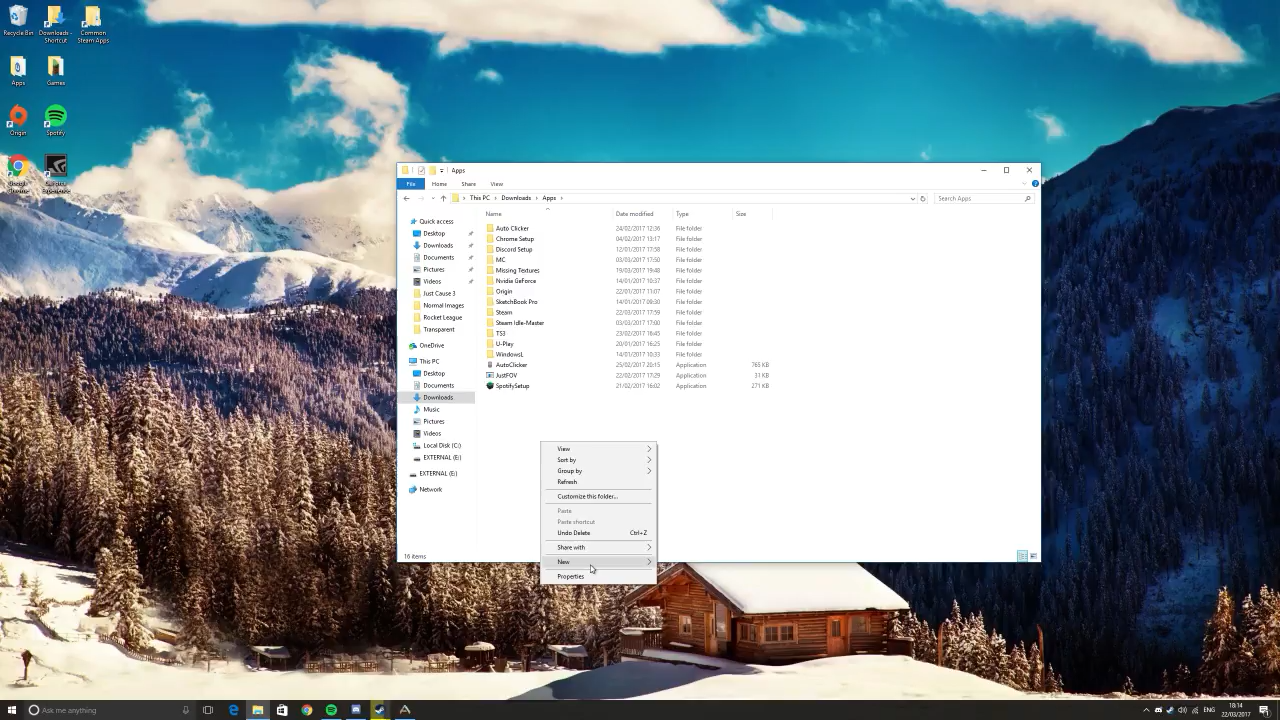 Recycle Bin
Downloads - Shortcut
Common Steam Apps
Apps
Games
Origin
Spotify
Google Chrome
Experience
Apps
File
Home
Share
View
This PC
Downloads
Apps
Search Apps
Name
Date modified
Type
Size
Quick access
Desktop
Downloads
Documents
Pictures
Videos
Just Cause 3
Normal Images
Rocket League
Transparent
OneDrive
This PC
Desktop
Documents
Downloads
Music
Pictures
Videos
Local Disk (C:)
EXTERNAL (E:)
EXTERNAL (E:)
Network
Auto Clicker 24/02/2017 12:36 File folder
Chrome Setup 04/02/2017 13:17 File folder
Discord Setup 12/01/2017 17:58 File folder
MC 03/03/2017 17:50 File folder
Missing Textures 19/03/2017 19:48 File folder
Nvidia GeForce 14/01/2017 10:37 File folder
Origin 22/01/2017 11:07 File folder
SketchBook Pro 14/01/2017 09:30 File folder
Steam 22/03/2017 17:59 File folder
Steam Idle-Master 03/03/2017 17:00 File folder
TS3 23/02/2017 16:45 File folder
U-Play 20/01/2017 16:25 File folder
WindowsL 14/01/2017 10:33 File folder
AutoClicker 25/02/2017 20:15 Application 765 KB
JustFOV 22/02/2017 17:29 Application 31 KB
SpotifySetup 21/02/2017 16:02 Application 271 KB
View
Sort by
Group by
Refresh
Customize this folder...
Paste
Paste shortcut
Undo Delete Ctrl+Z
Share with
New
Properties
16 items
Ask me anything
ENG
18:14
22/03/2017